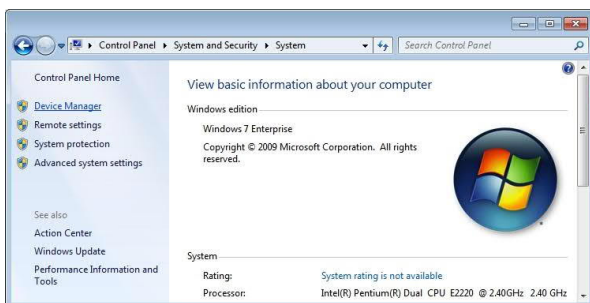 Control Panel ▸ System and Security ▸ System
Search Control Panel
Control Panel Home
Device Manager
Remote settings
System protection
Advanced system settings
See also
Action Center
Windows Update
Performance Information and
Tools
View basic information about your computer
Windows edition
Windows 7 Enterprise
Copyright © 2009 Microsoft Corporation.  All rights
reserved.
System
Rating: System rating is not available
Processor: Intel(R) Pentium(R) Dual  CPU  E2220  @ 2.40GHz  2.40 GHz